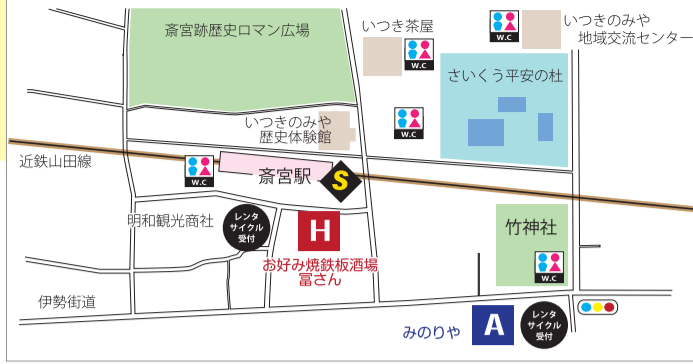 斎宮跡歴史ロマン広場
いつき茶屋
W.C
W.C
いつきのみや
地域交流センター
さいくう平安の杜
W.C
いつきのみや
歴史体験館
近鉄山田線
W.C
斎宮駅
S
明和観光商社
レンタ
サイクル
受付
H
お好み焼鉄板酒場
冨さん
竹神社
W.C
伊勢街道
みのりや
A
レンタ
サイクル
受付